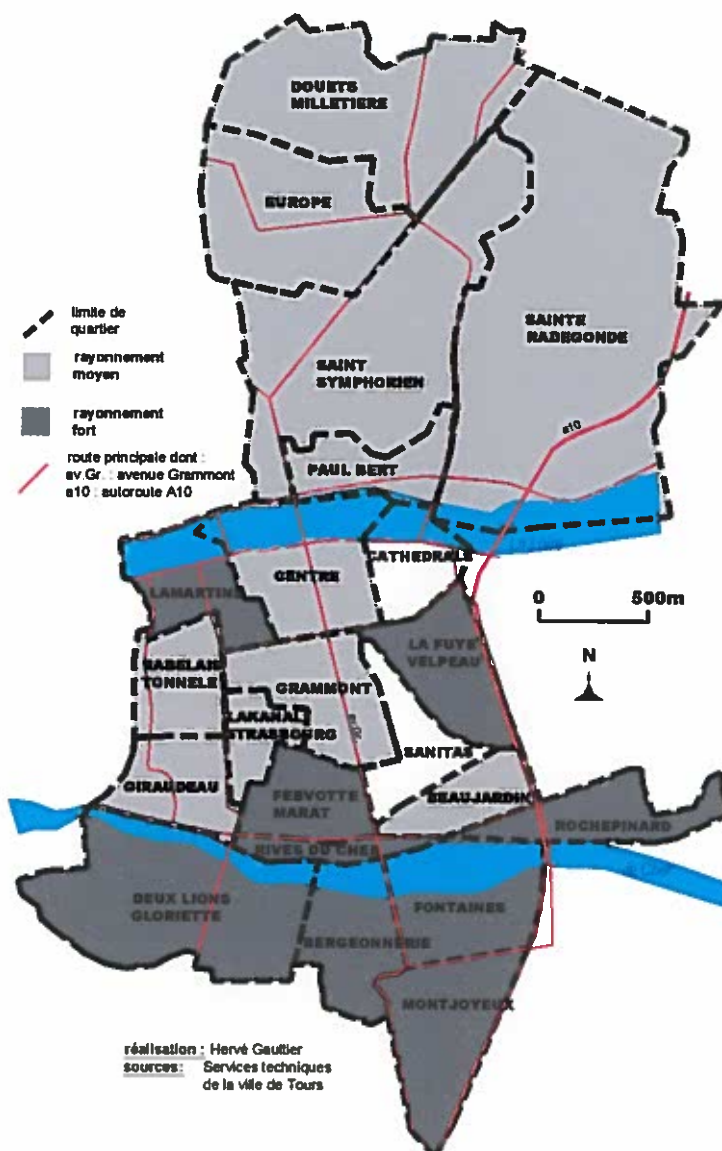 DOUETS
MILLETIERE
EUROPE
SAINTE
RADEGONDE
SAINT
SYMPHORIEN
PAUL BERT
a10
limite de
quartier
rayonnement
moyen
rayonnement
fort
route principale dont :
av.Gr. : avenue Grammont
a10 : autoroute A10
CATHEDRALE
CENTRE
LAMARTINE
0 500m
N
LA FUYE
VELPEAU
RABELAIS
TONNELE
GRAMMONT
LAKANAL
STRASBOURG
av.Gr.
SANITAS
GIRAUDEAU
BEAUJARDIN
FEBVOTTE
MARAT
ROCHEPINARD
RIVES DU CHER
DEUX LIONS
GLORIETTE
FONTAINES
BERGEONNERIE
MONTJOYEUX
réalisation : Hervé Gauttier
sources: Services techniques
de la ville de Tours